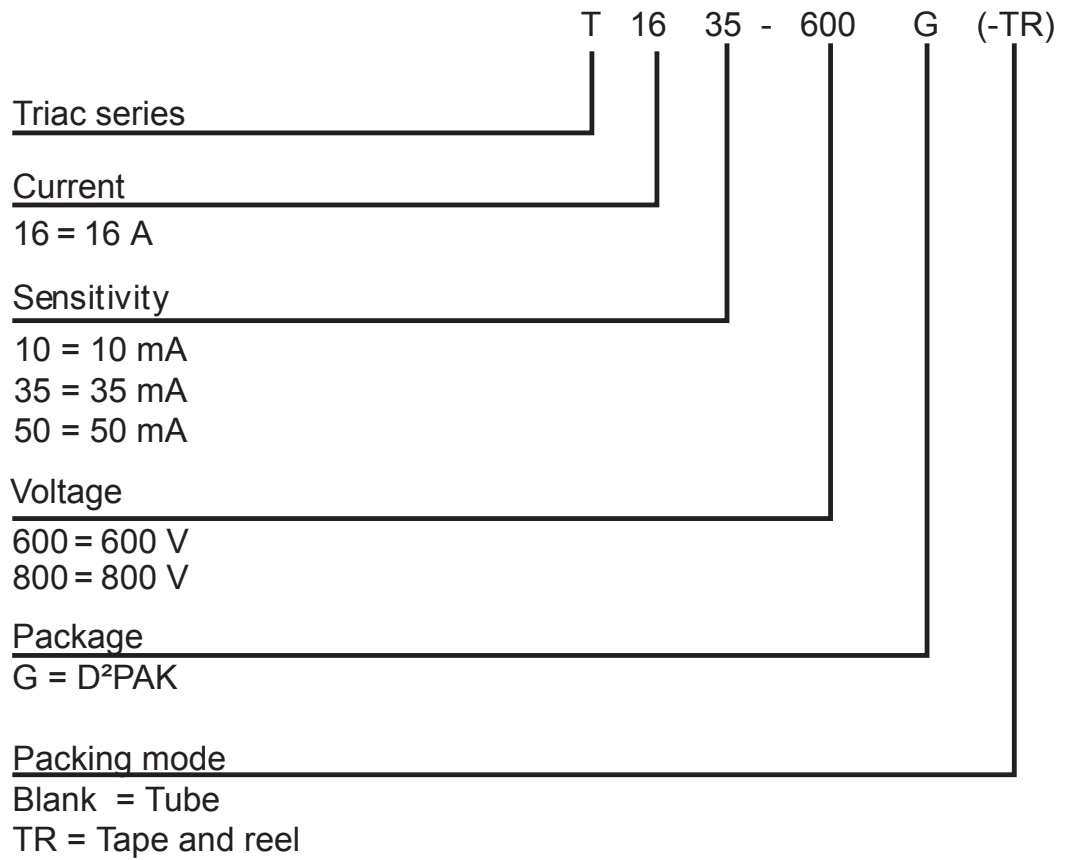 T 16 35 - 600 G (-TR)
Triac series
Current
16 = 16 A
Sensitivity
10 = 10 mA
35 = 35 mA
50 = 50 mA
Voltage
600 = 600 V
800 = 800 V
Package
G = D²PAK
Packing mode
Blank = Tube
TR = Tape and reel